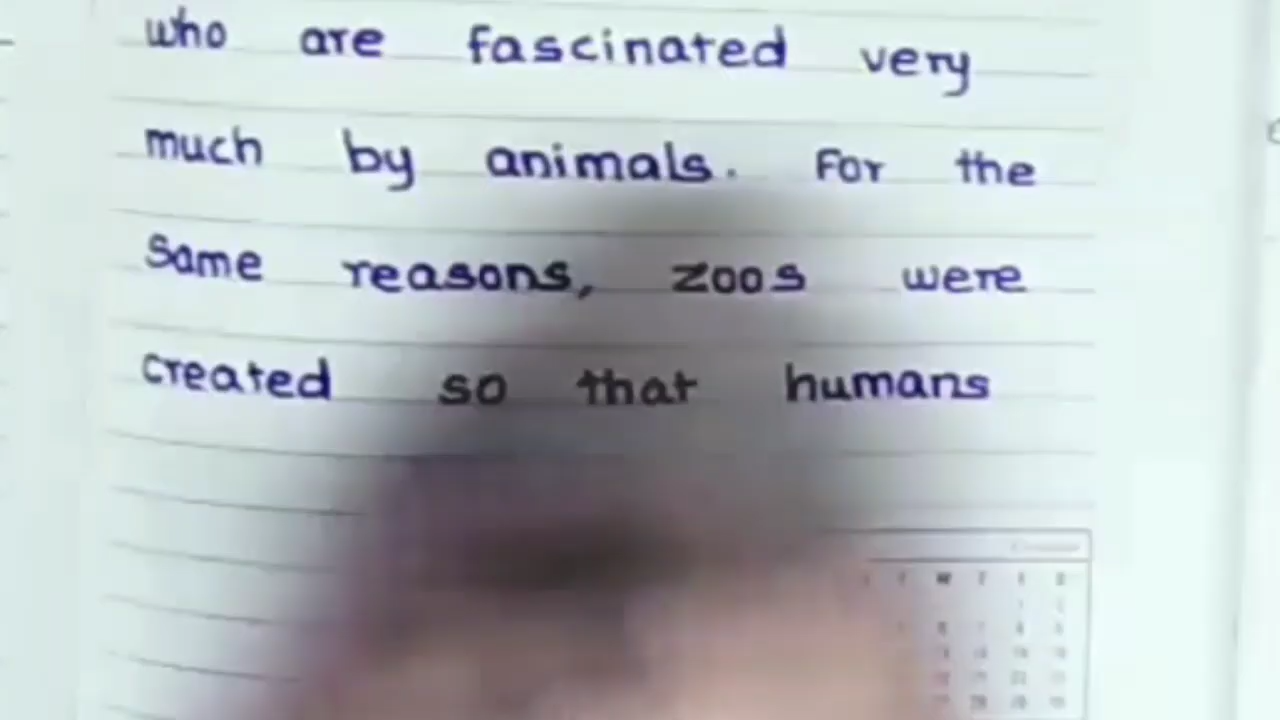 who are fascinated very
much by animals. For the
Same reasons, zoos were
created so that humans